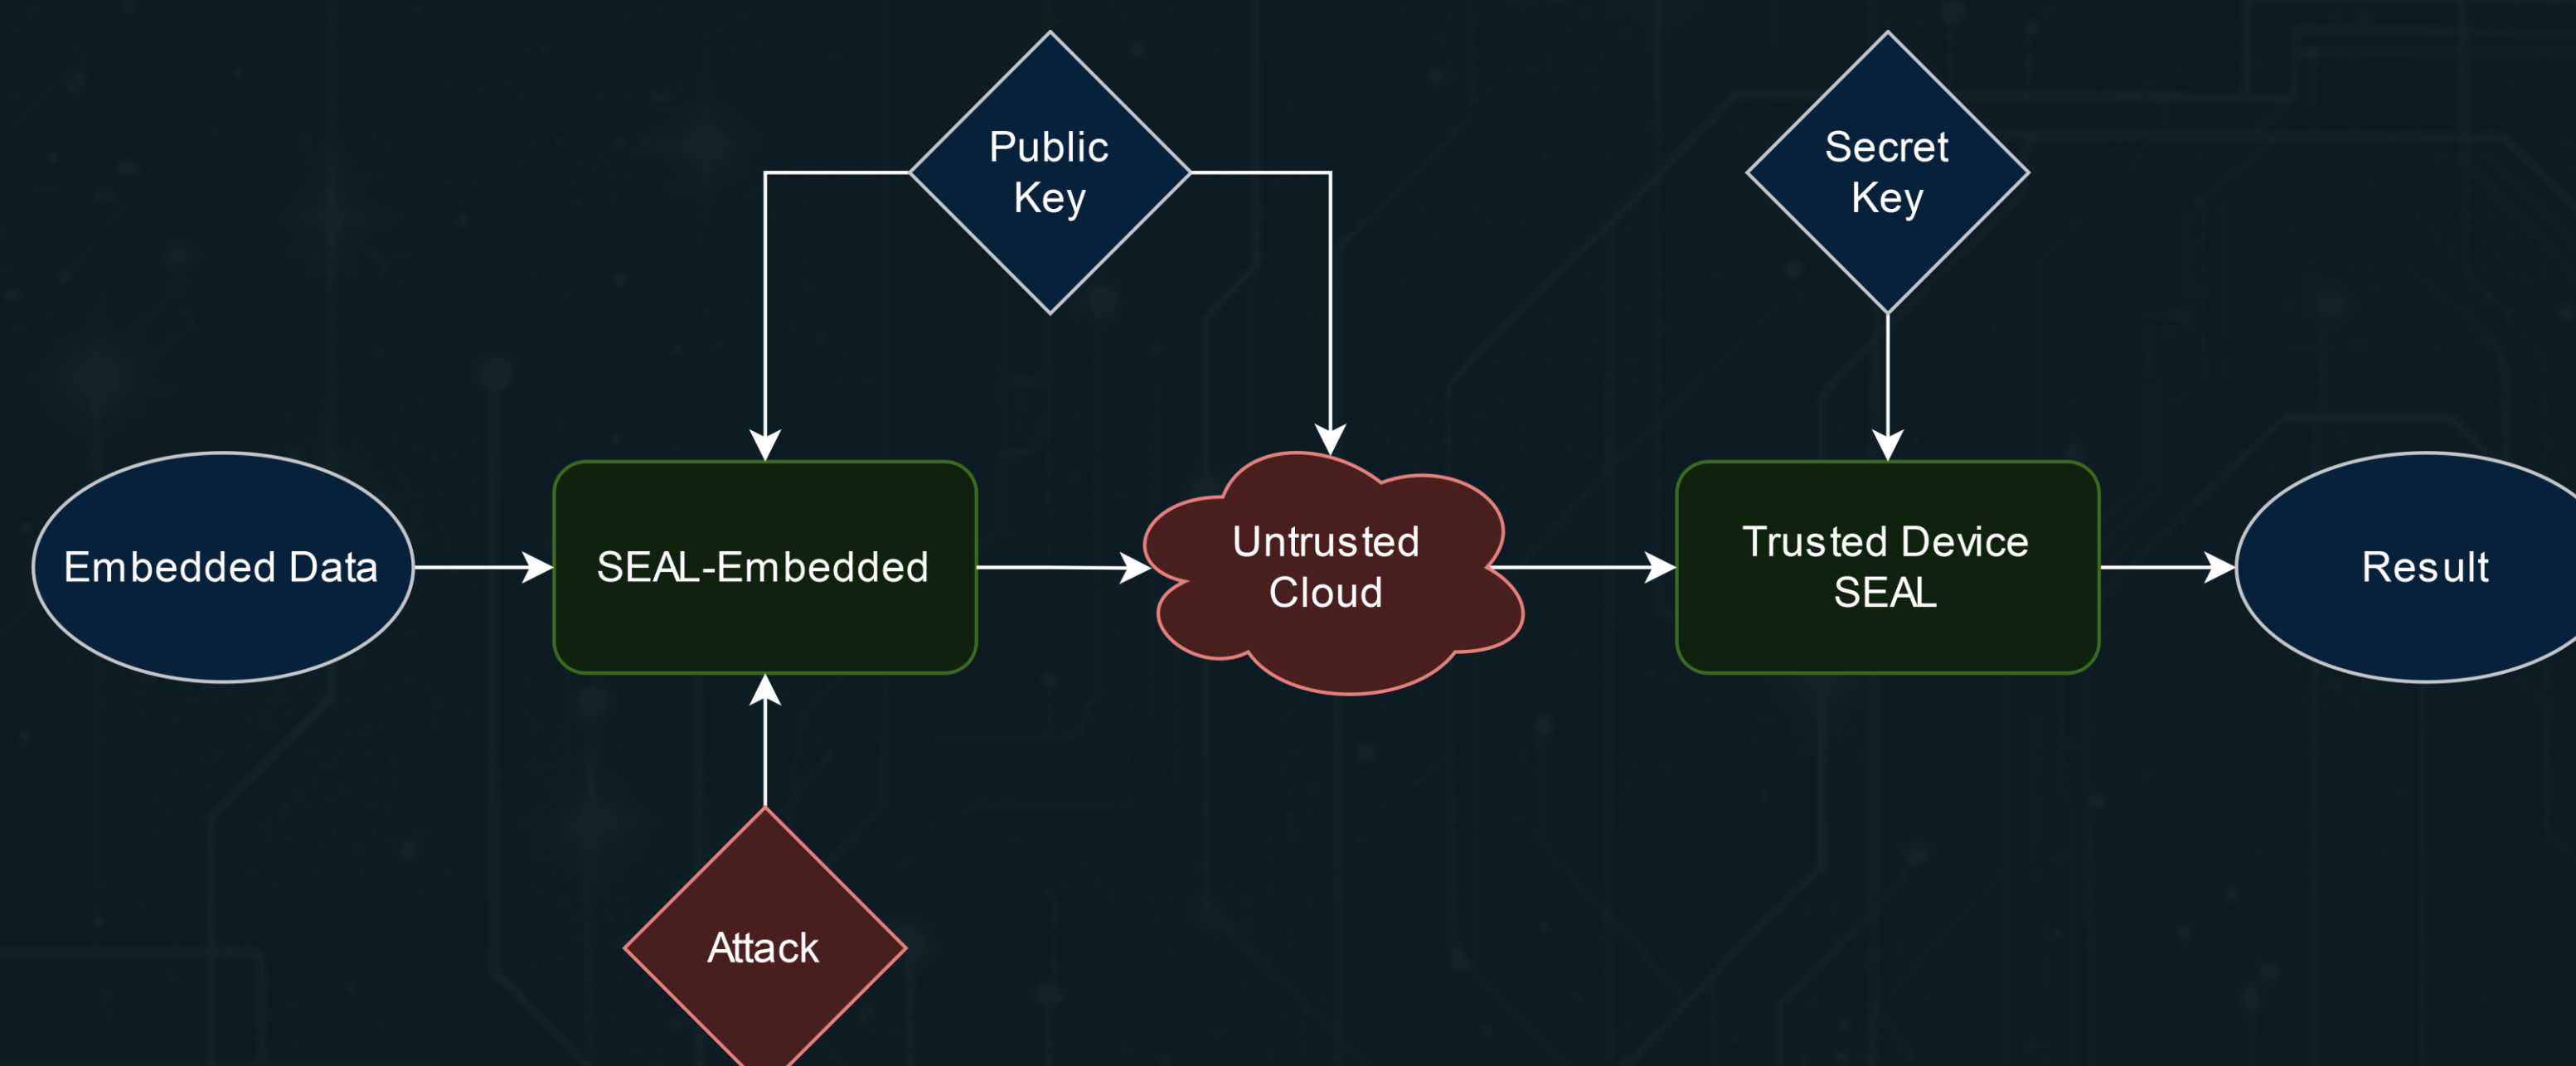 Public
Key
Secret
Key
Embedded Data
SEAL-Embedded
Untrusted
Cloud
Trusted Device
SEAL
Result
Attack